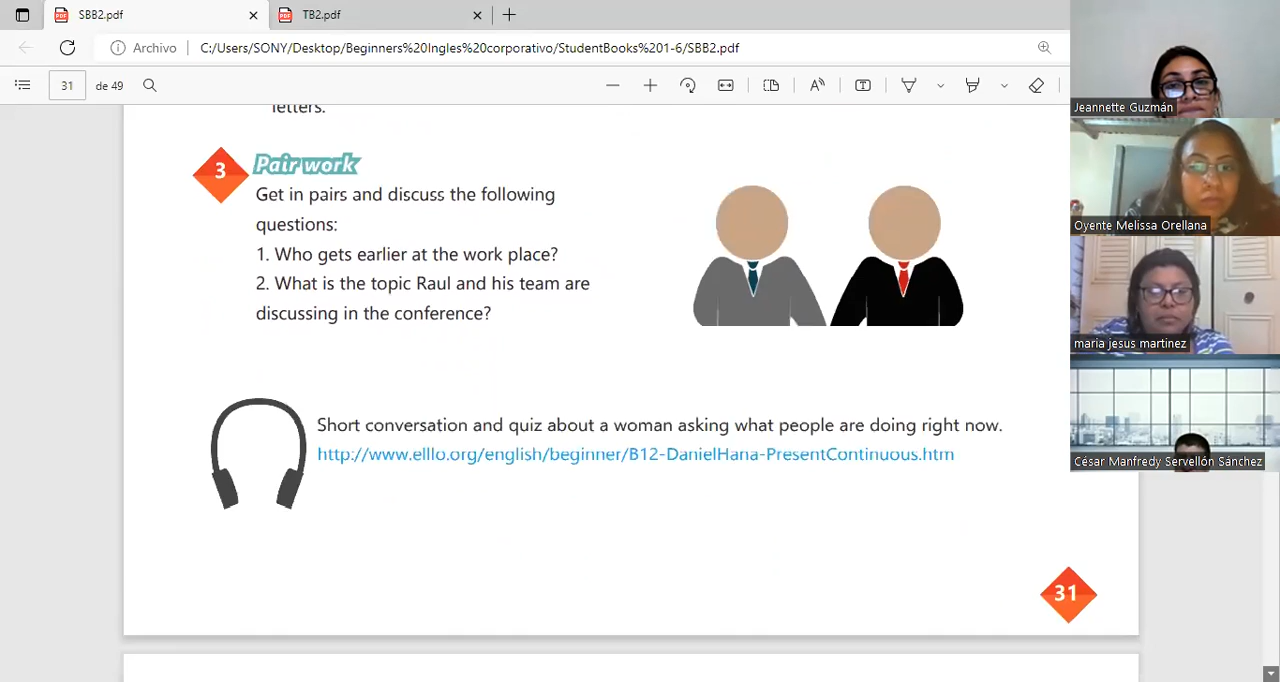 SBB2.pdf
TB2.pdf
Archivo
C:/Users/SONY/Desktop/Beginners%20Ingles%20corporativo/StudentBooks%201-6/SBB2.pdf
31 de 49
letters.
3 Pair work
Get in pairs and discuss the following
questions:
1. Who gets earlier at the work place?
2. What is the topic Raul and his team are
discussing in the conference?
Short conversation and quiz about a woman asking what people are doing right now.
http://www.elllo.org/english/beginner/B12-DanielHana-PresentContinuous.htm
31
Jeannette Guzmán
Oyente Melissa Orellana
maria jesus martinez
César Manfredy Servellón Sánchez